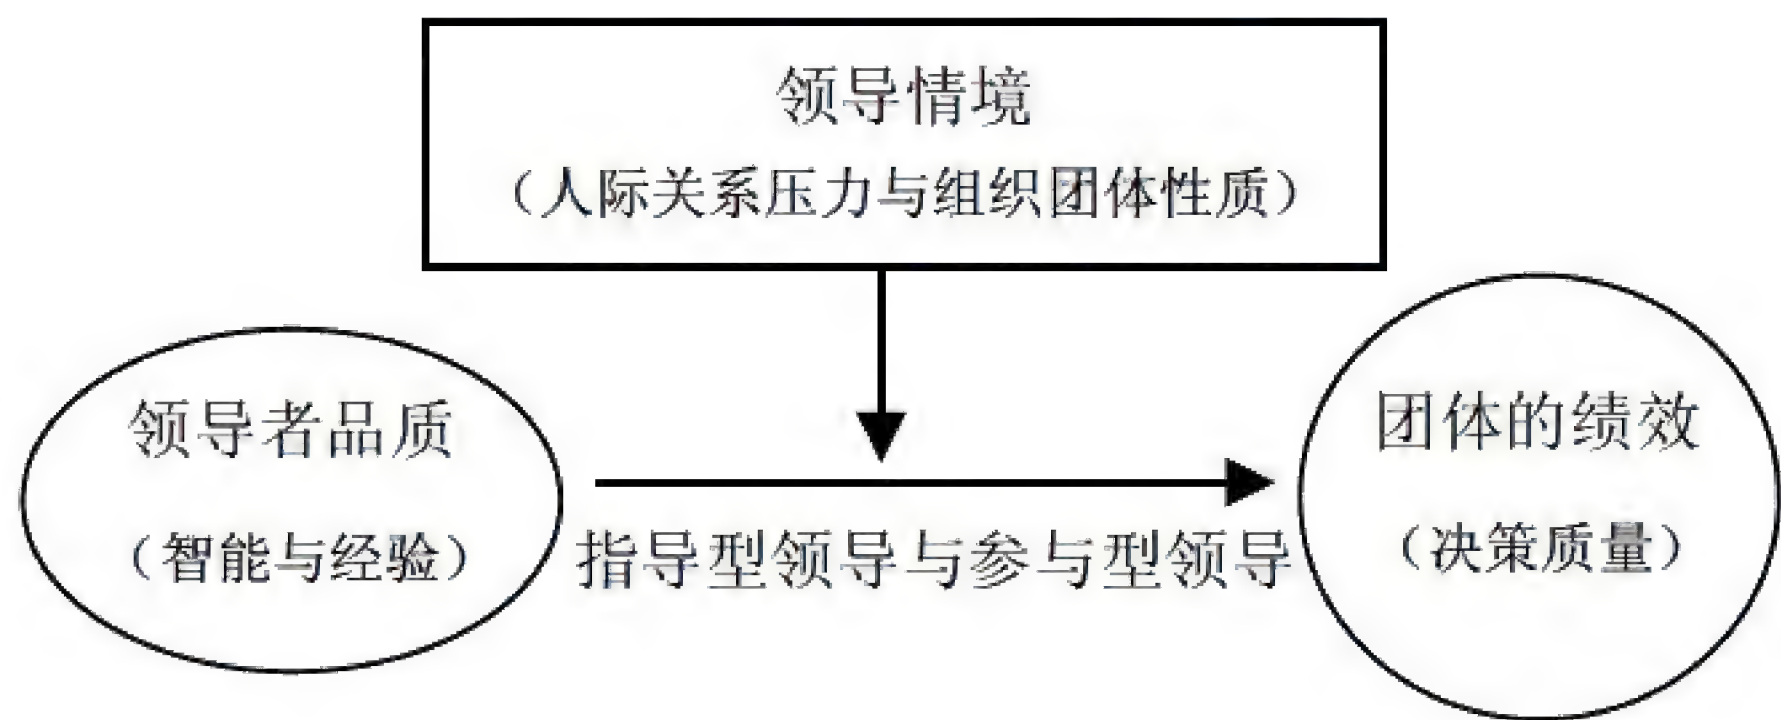 领导情境
（人际关系压力与组织团体性质）
领导者品质
（智能与经验）
指导型领导与参与型领导
团体的绩效
（决策质量）